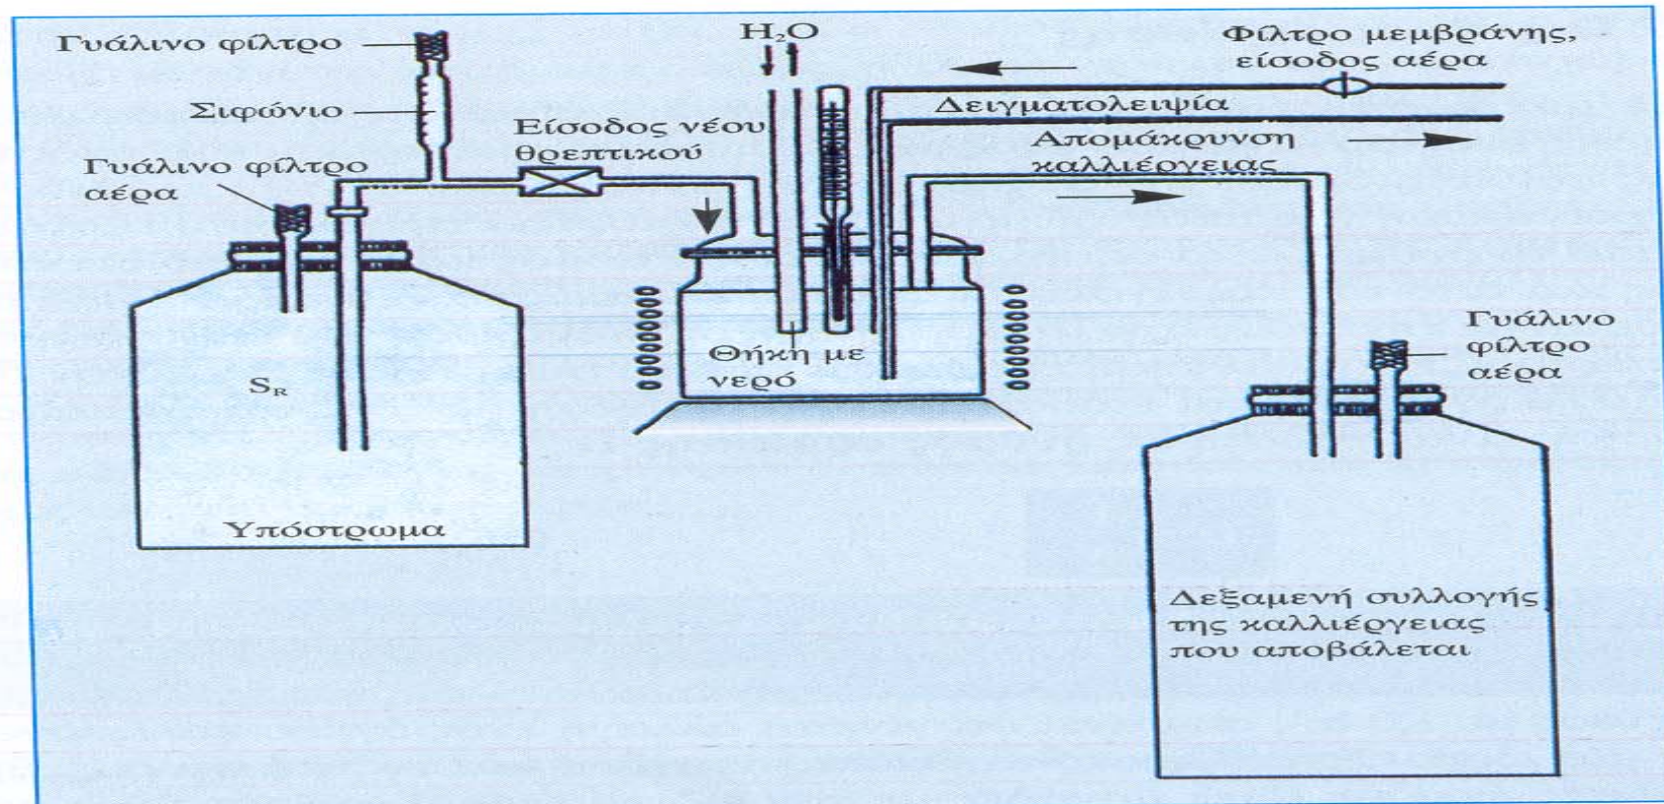 Γυάλινο φίλτρο
Σιφώνιο
Γυάλινο φίλτρο
αέρα
Είσοδος νέου
θρεπτικού
H₂O
Φίλτρο μεμβράνης,
είσοδος αέρα
Δειγματολειψία
Απομάκρυνση
καλλιέργειας
Θήκη με
νερό
S_R
Υπόστρωμα
Γυάλινο
φίλτρο
αέρα
Δεξαμενή συλλογής
της καλλιέργειας
που αποβάλεται